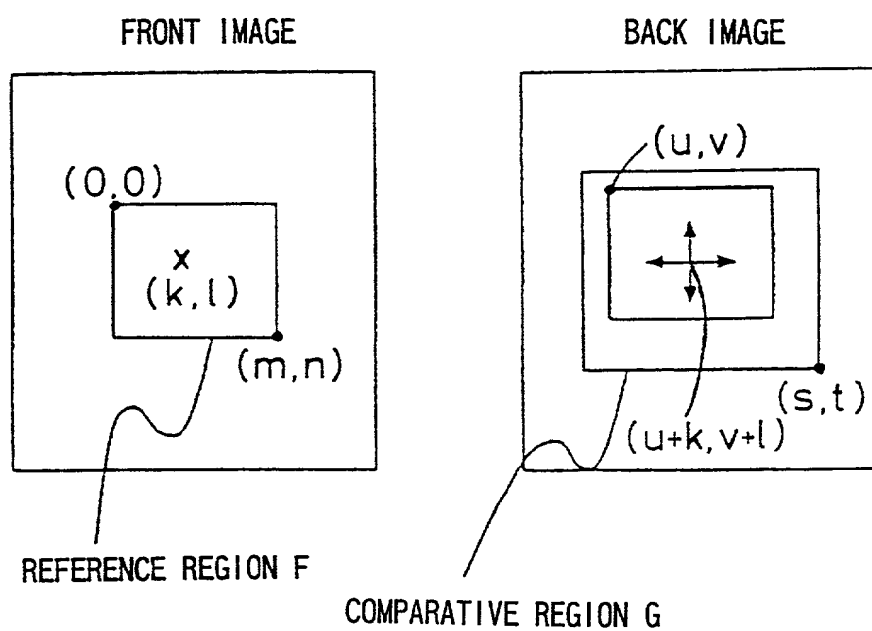 FRONT IMAGE
BACK IMAGE
(0,0)
(k,l)
(m,n)
(u,v)
(s,t)
(u+k,v+l)
REFERENCE REGION F
COMPARATIVE REGION G